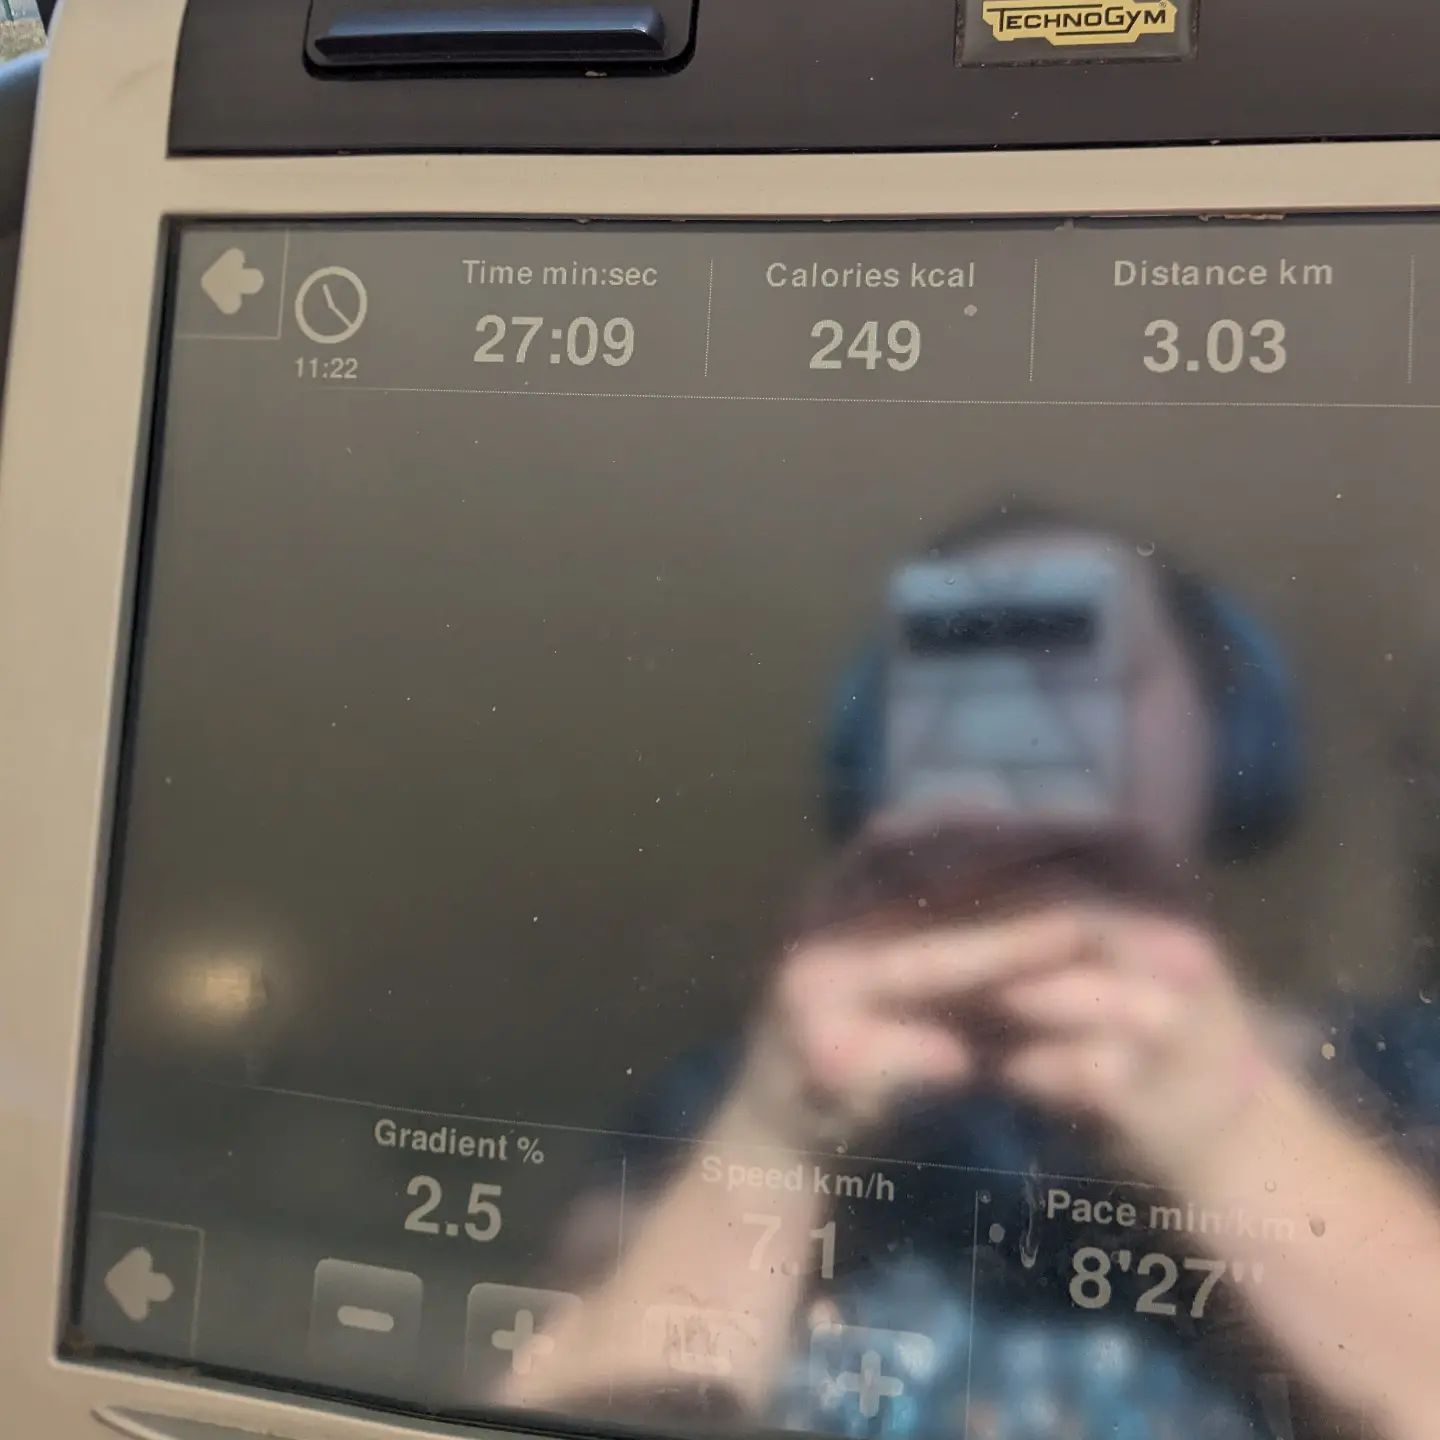 TECHNOGYM
Time min:sec
27:09
Calories kcal
249
Distance km
3.03
11:22
Gradient %
2.5
Speed km/h
7.1
Pace min/km
8'27"